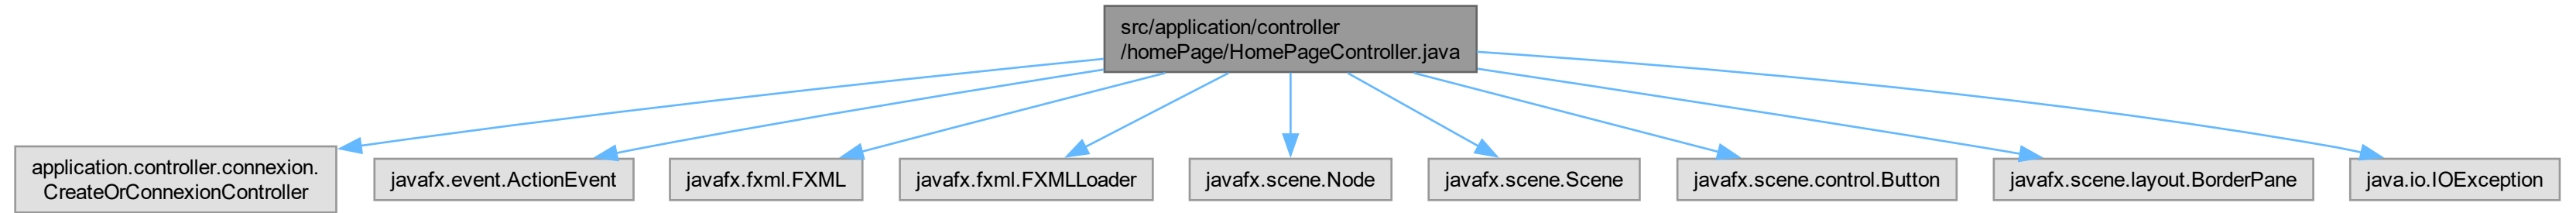 src/application/controller
/homePage/HomePageController.java
application.controller.connexion.
CreateOrConnexionController
javafx.event.ActionEvent
javafx.fxml.FXML
javafx.fxml.FXMLLoader
javafx.scene.Node
javafx.scene.Scene
javafx.scene.control.Button
javafx.scene.layout.BorderPane
java.io.IOException